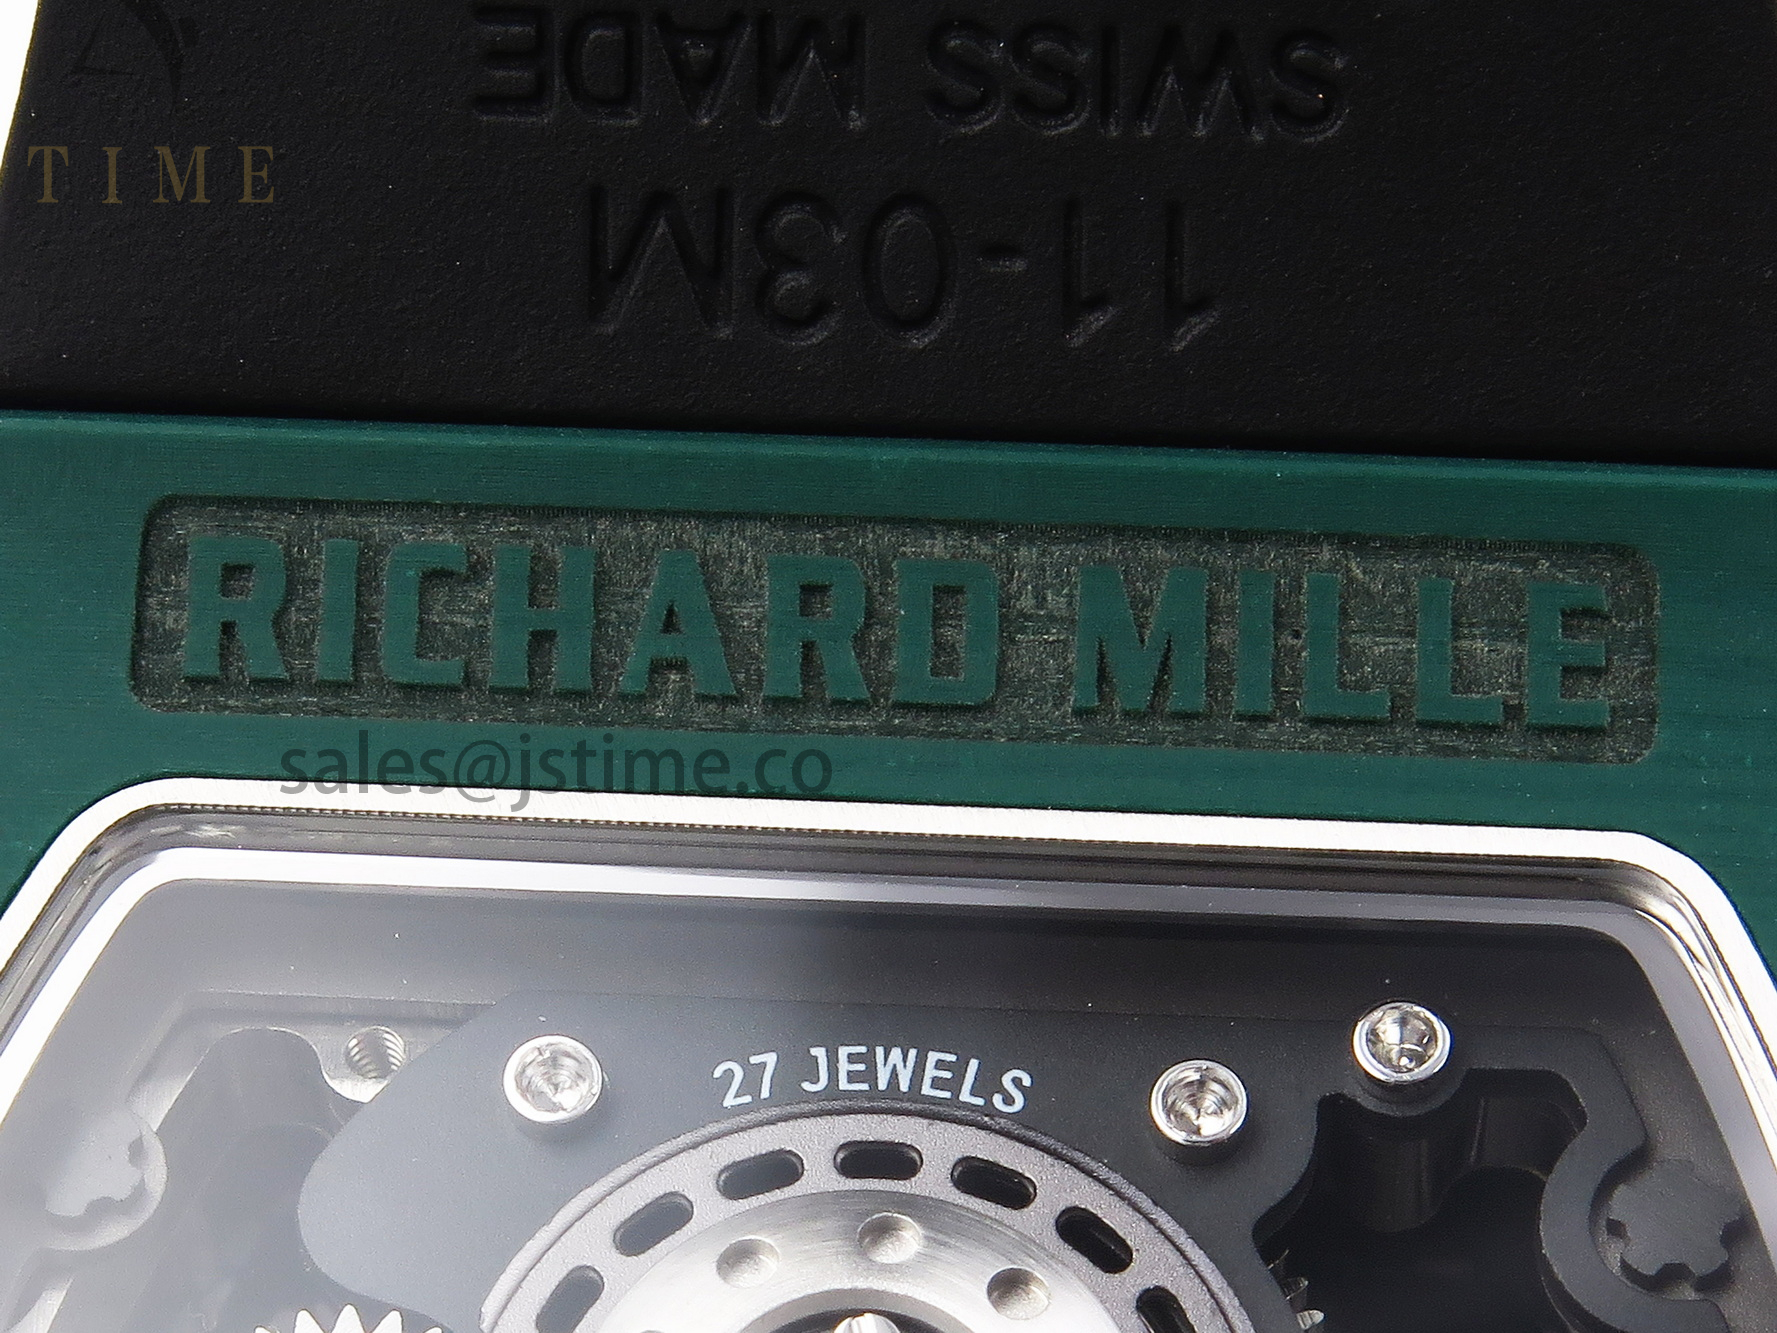 SWISS MADE
11-03M
TIME
RICHARD MILLE
sales@jstime.co
27 JEWELS